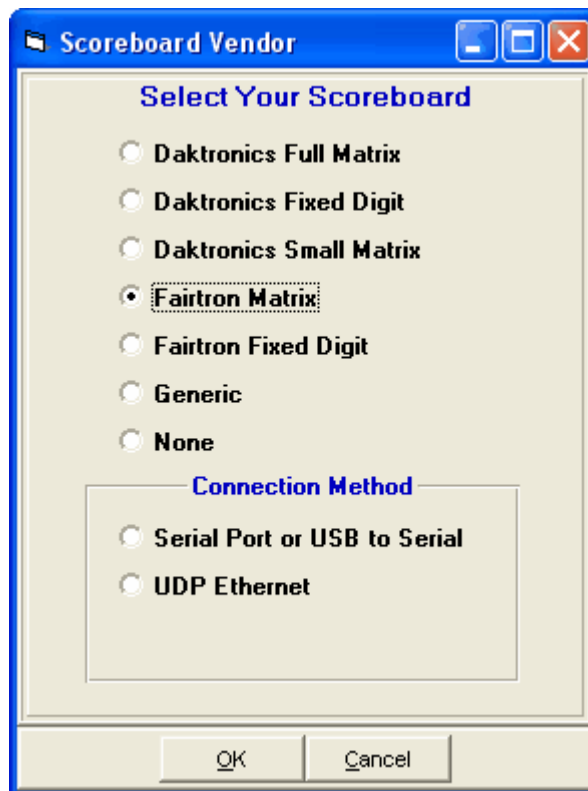 Scoreboard Vendor
Select Your Scoreboard
Daktronics Full Matrix
Daktronics Fixed Digit
Daktronics Small Matrix
Fairtron Matrix
Fairtron Fixed Digit
Generic
None
Connection Method
Serial Port or USB to Serial
UDP Ethernet
OK Cancel